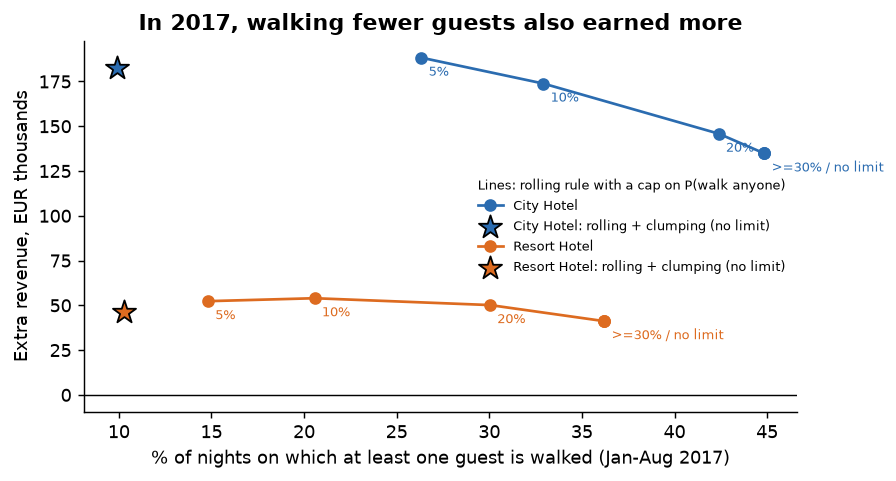 In 2017, walking fewer guests also earned more
Extra revenue, EUR thousands
175
150
125
100
75
50
25
0
5%
10%
20%
>=30% / no limit
Lines: rolling rule with a cap on P(walk anyone)
City Hotel
City Hotel: rolling + clumping (no limit)
Resort Hotel
Resort Hotel: rolling + clumping (no limit)
5%
10%
20%
>=30% / no limit
10
15
20
25
30
35
40
45
% of nights on which at least one guest is walked (Jan-Aug 2017)